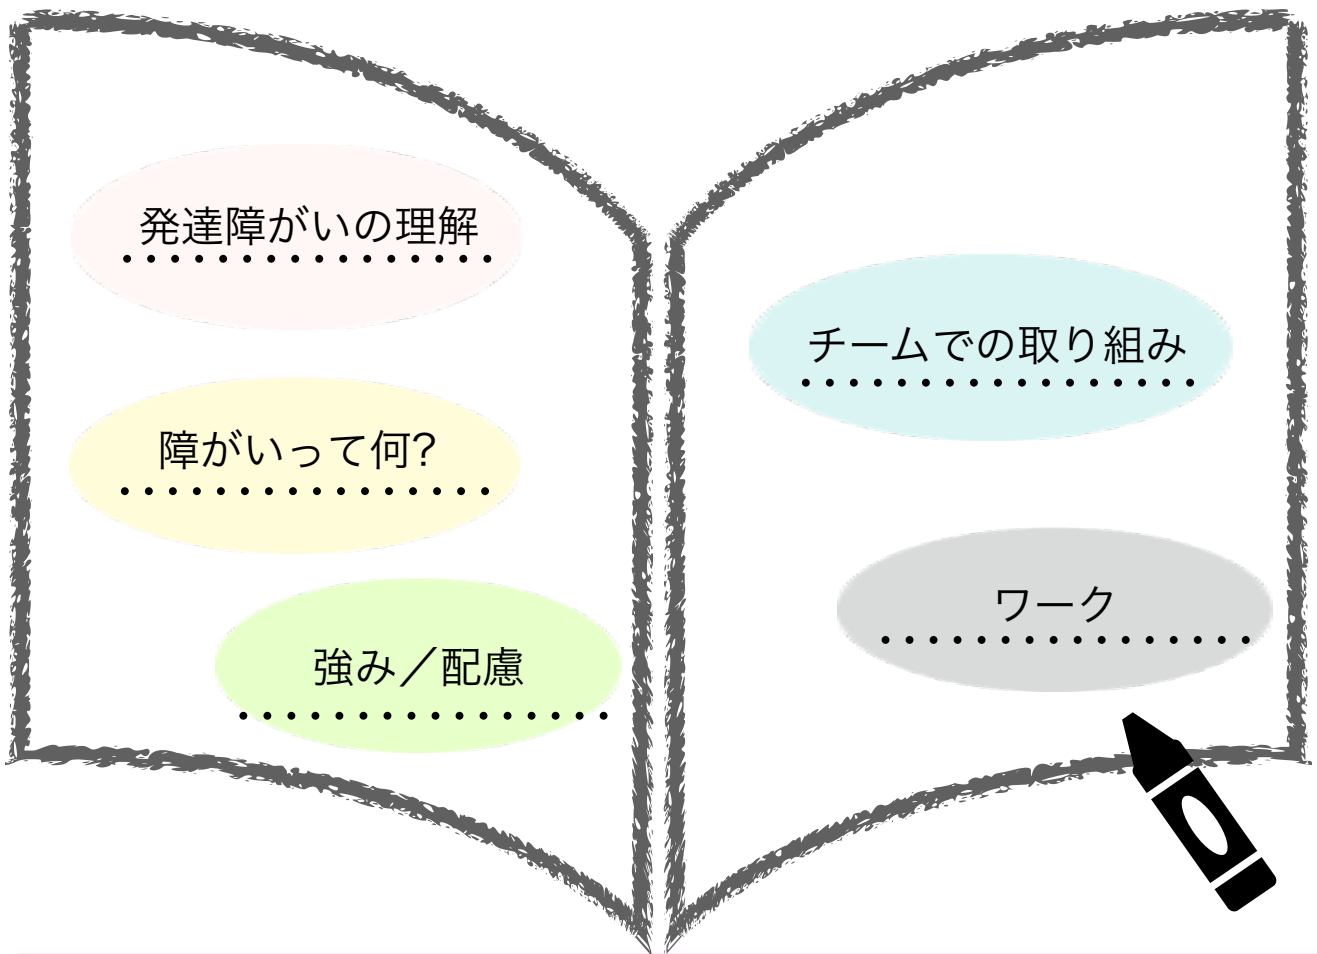 発達障がいの理解
障がいって何?
強み／配慮
チームでの取り組み
ワーク